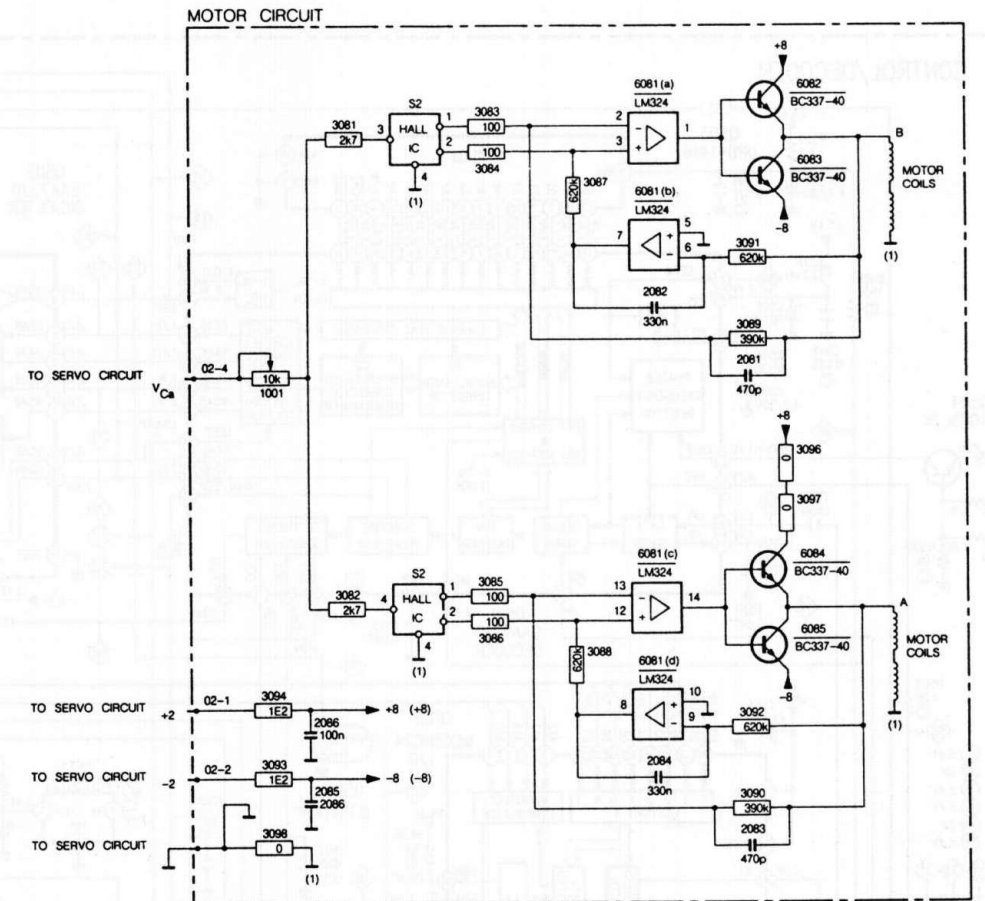 MOTOR CIRCUIT
+8
6081 (a)
LM324
6082
BC337-40
S2
3081
2k7
3
HALL
IC
1
2
4
(1)
3083
100
100
3084
2
3
-
+
1
B
6083
BC337-40
-8
MOTOR
COILS
(1)
3087
620k
6081 (b)
LM324
7
+
-
5
6
3091
620k
2082
330n
3089
390k
2081
470p
TO SERVO CIRCUIT
02-4
VCa
10k
1001
+8
3096
0
3097
0
6081 (c)
LM324
6084
BC337-40
S2
3082
2k7
4
HALL
IC
1
2
4
(1)
3085
100
100
3086
13
12
-
+
14
A
6085
BC337-40
-8
MOTOR
COILS
(1)
3088
620k
6081 (d)
LM324
8
+
-
10
9
3092
620k
2084
330n
3090
390k
2083
470p
TO SERVO CIRCUIT
+2
02-1
3094
1E2
+8 (+8)
2086
100n
TO SERVO CIRCUIT
-2
02-2
3093
1E2
-8 (-8)
2085
2086
TO SERVO CIRCUIT
3098
0
(1)